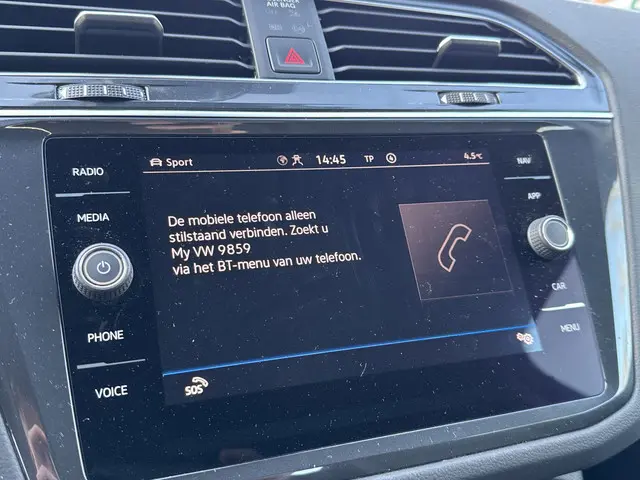 AIR BAG
RADIO
MEDIA
PHONE
VOICE
Sport
14:45
TP
4.5°C
De mobiele telefoon alleen
stilstaand verbinden. Zoekt u
My VW 9859
via het BT-menu van uw telefoon.
SOS
NAV
APP
CAR
MENU